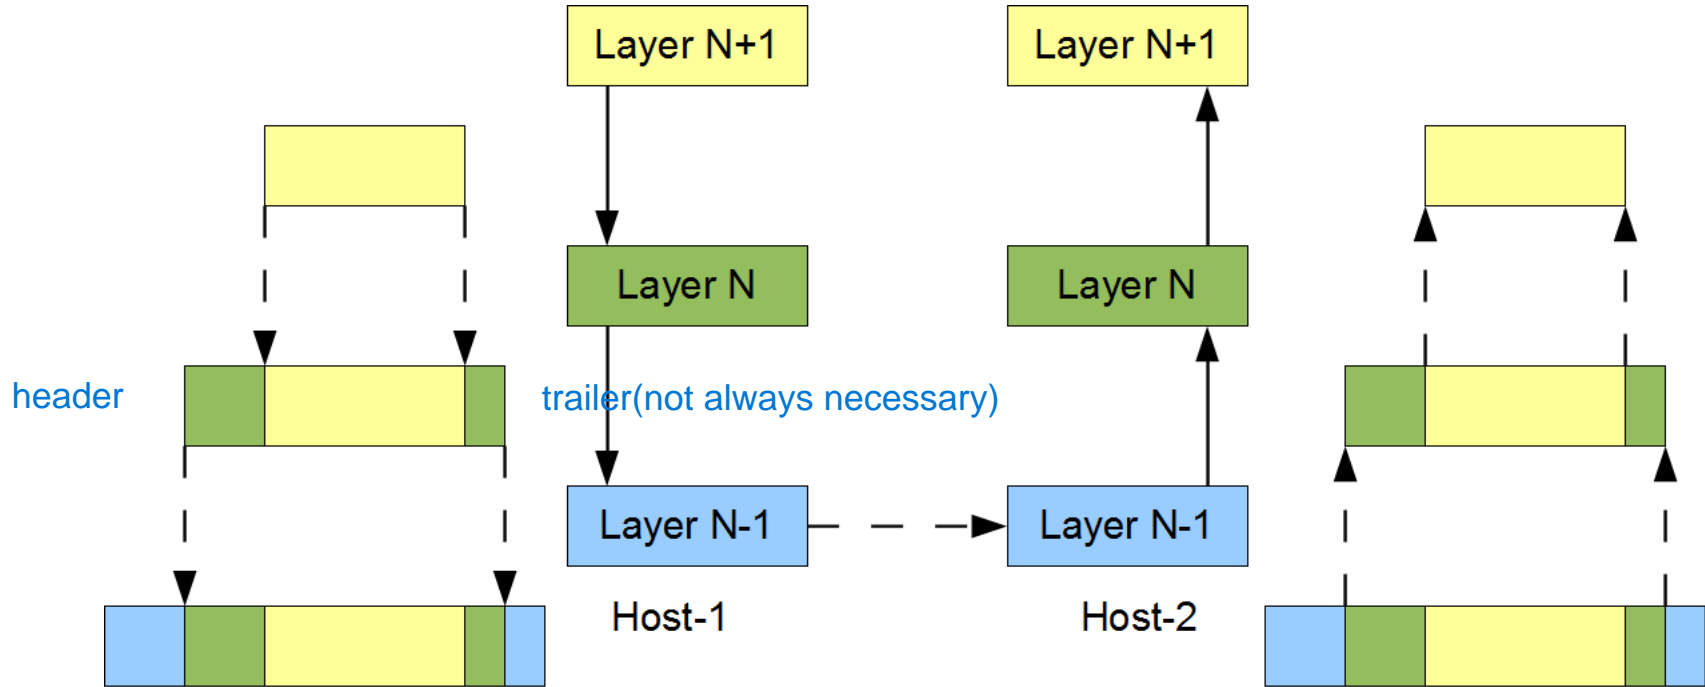 Layer N+1
Layer N+1
Layer N
Layer N
header
trailer(not always necessary)
Layer N-1
Layer N-1
Host-1
Host-2